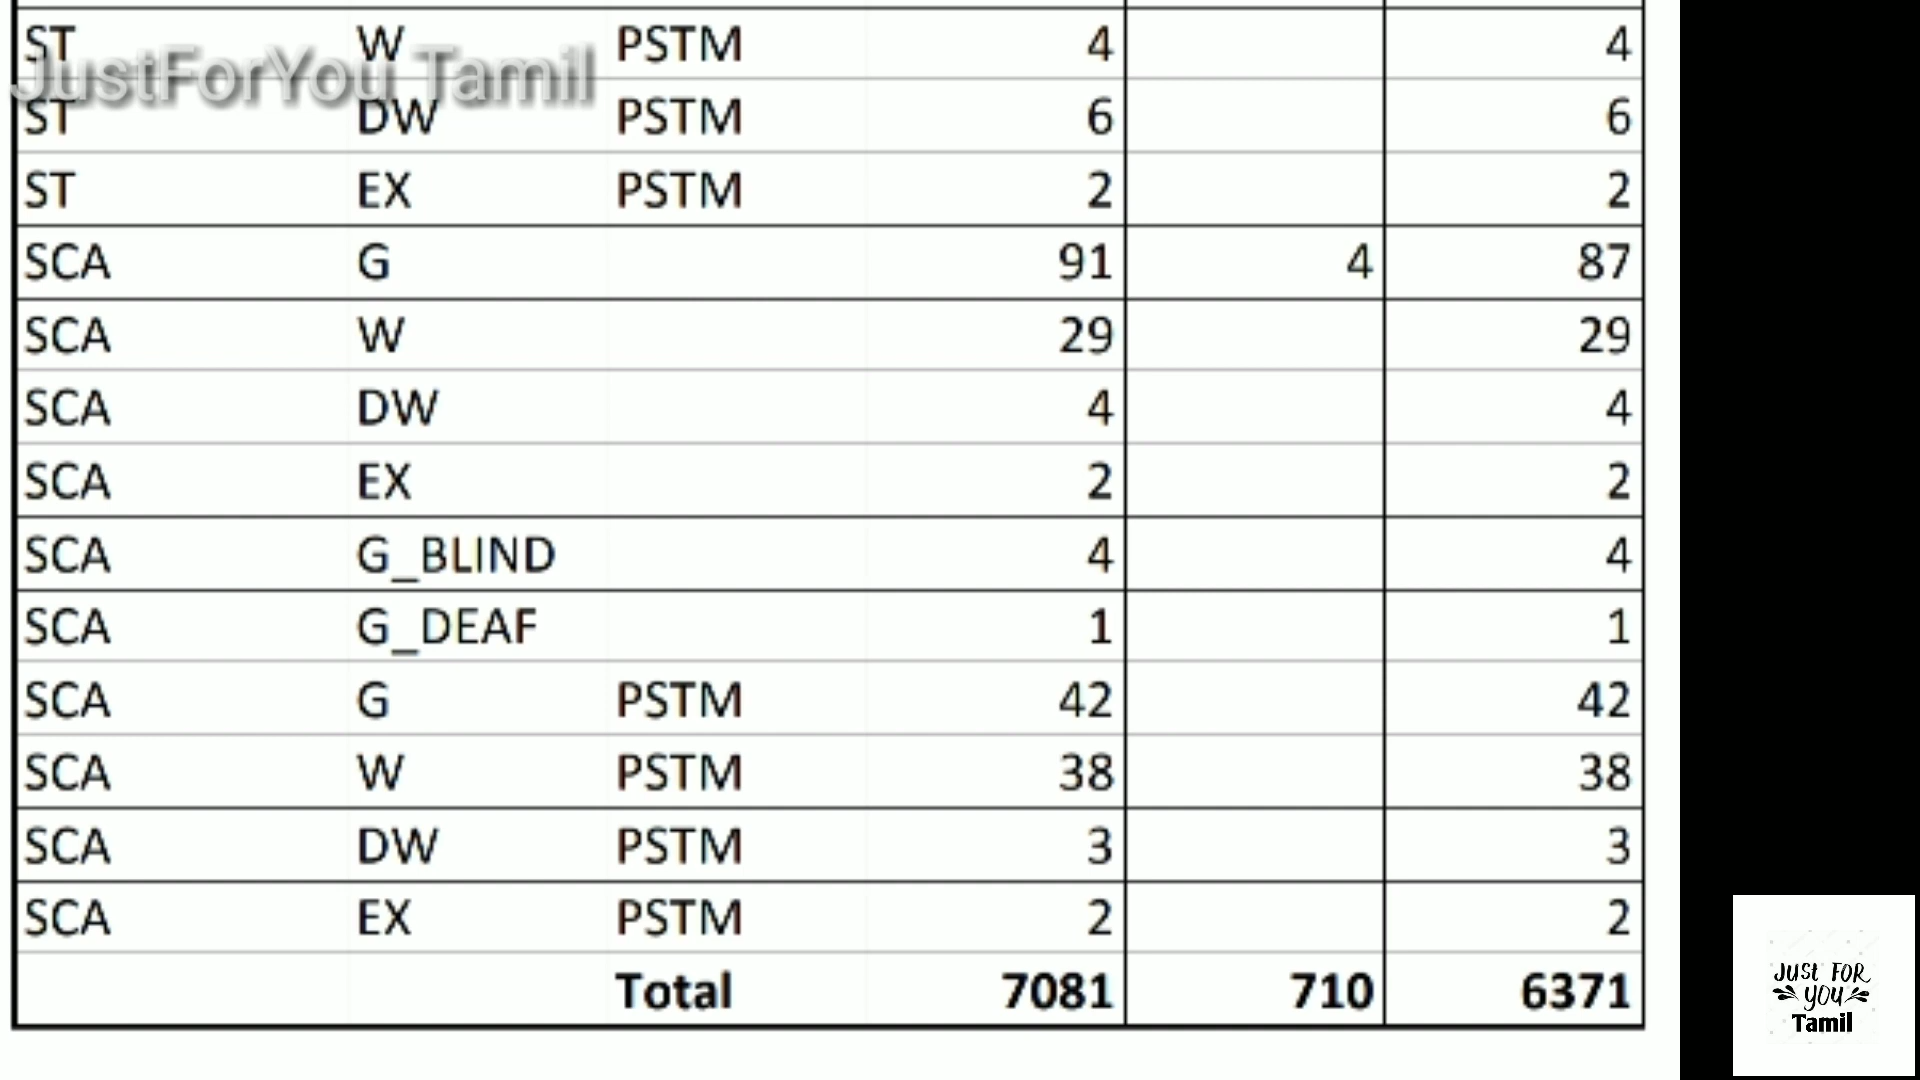 ST W PSTM 4 4
JustForYou Tamil
ST DW PSTM 6 6
ST EX PSTM 2 2
SCA G 91 4 87
SCA W 29 29
SCA DW 4 4
SCA EX 2 2
SCA G_BLIND 4 4
SCA G_DEAF 1 1
SCA G PSTM 42 42
SCA W PSTM 38 38
SCA DW PSTM 3 3
SCA EX PSTM 2 2
Total 7081 710 6371
JUST FOR
YOU
Tamil